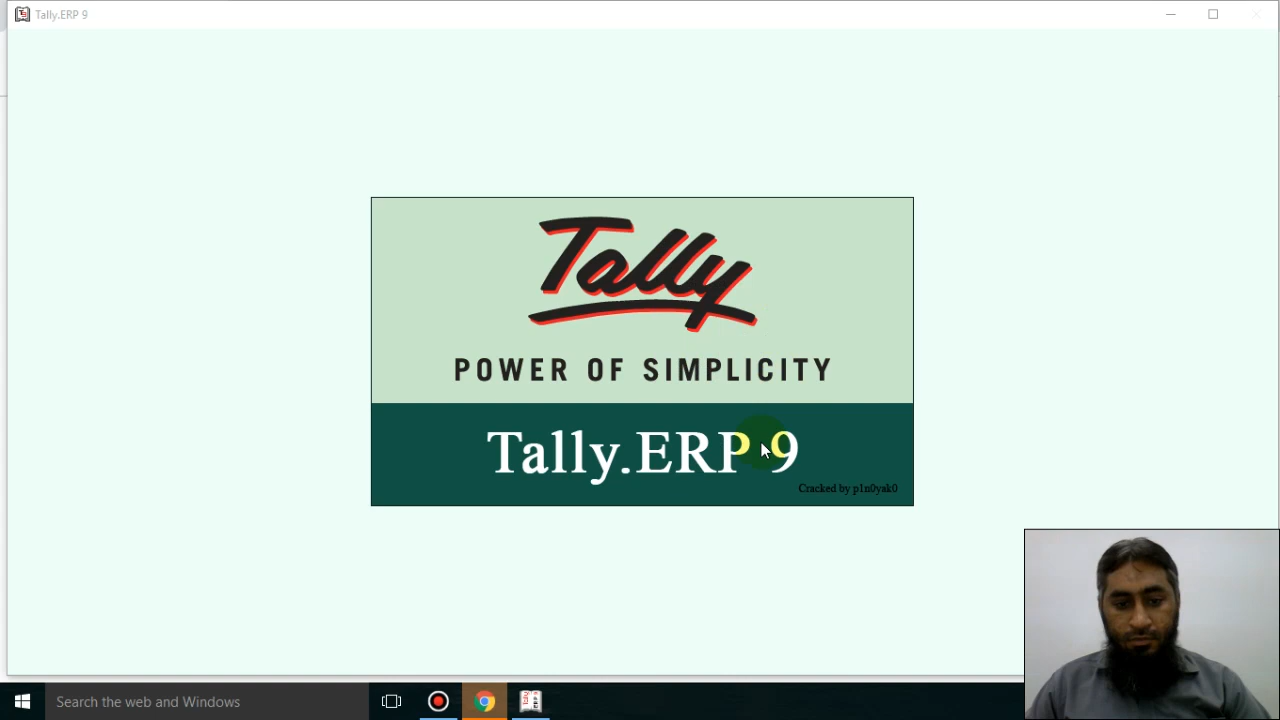 Tally.ERP 9
Tally
POWER OF SIMPLICITY
Tally.ERP 9
Cracked by p1n0yak0
Search the web and Windows